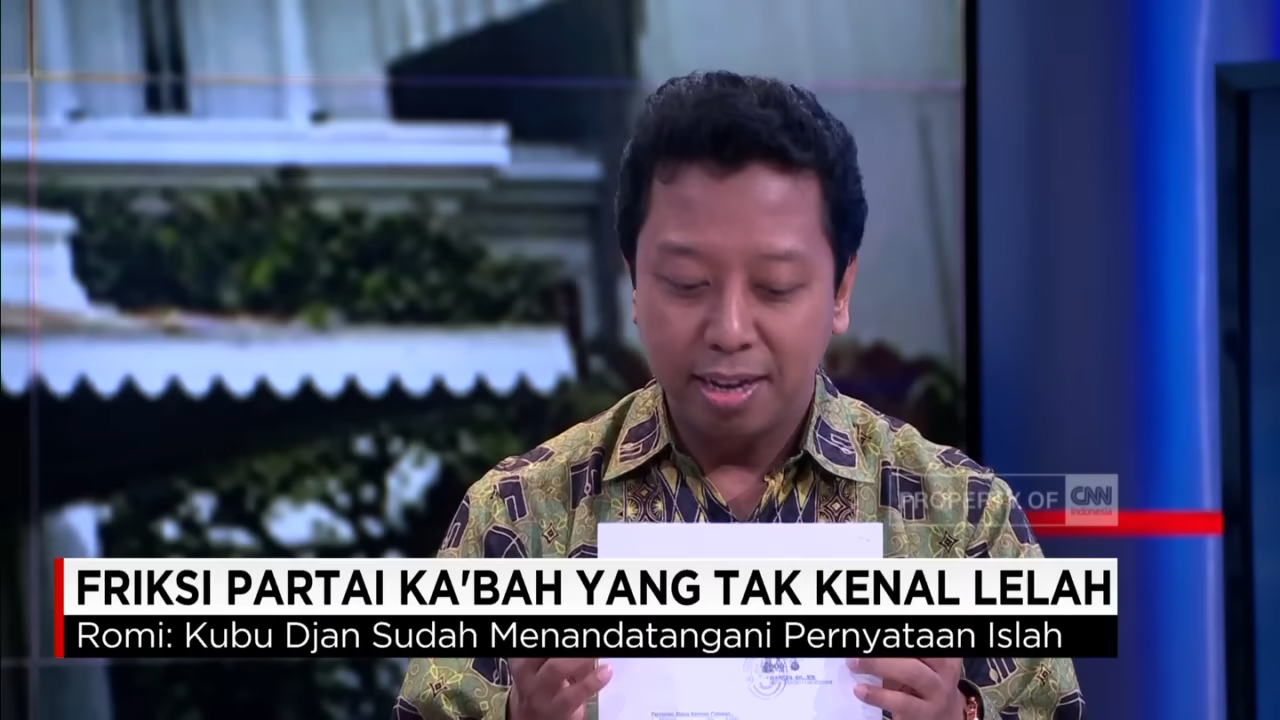 PROPERTY OF CNN
Indonesia
FRIKSI PARTAI KA'BAH YANG TAK KENAL LELAH
Romi: Kubu Djan Sudah Menandatangani Pernyataan Islah